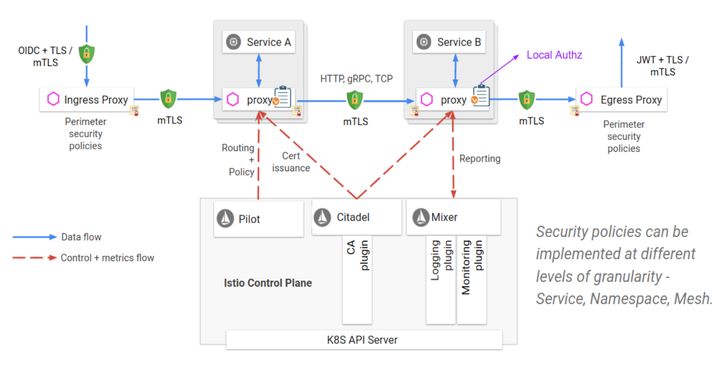 OIDC + TLS /
mTLS
Service A
Service B
Local Authz
JWT + TLS /
mTLS
HTTP, gRPC, TCP
Ingress Proxy
proxy
proxy
Egress Proxy
mTLS
mTLS
mTLS
Perimeter
security
policies
Perimeter
security
policies
Routing
+
Policy
Cert
issuance
Reporting
Pilot
Citadel
Mixer
CA
plugin
Logging
plugin
Monitoring
plugin
Data flow
Control + metrics flow
Istio Control Plane
K8S API Server
Security policies can be
implemented at different
levels of granularity -
Service, Namespace, Mesh.